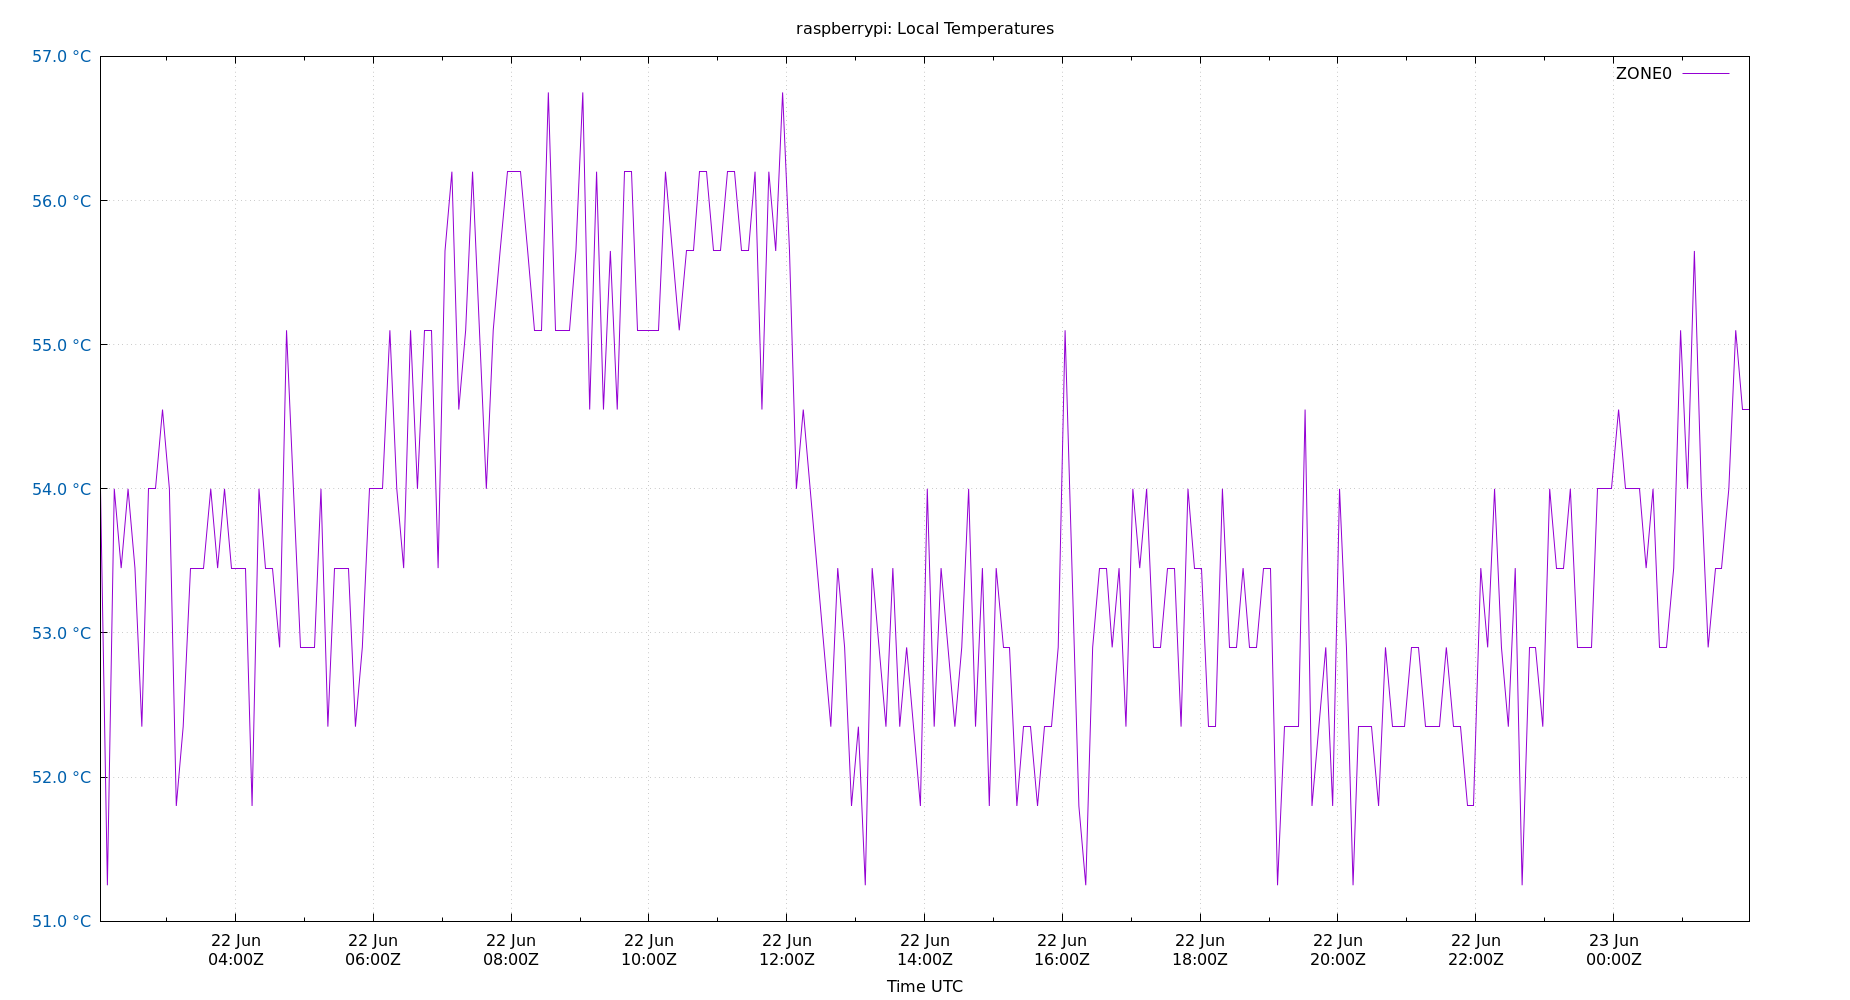 raspberrypi: Local Temperatures
57.0 °C
ZONE0
56.0 °C
55.0 °C
54.0 °C
53.0 °C
52.0 °C
51.0 °C
22 Jun 22 Jun 22 Jun 22 Jun 22 Jun 22 Jun 22 Jun 22 Jun 22 Jun 22 Jun 23 Jun
04:00Z 06:00Z 08:00Z 10:00Z 12:00Z 14:00Z 16:00Z 18:00Z 20:00Z 22:00Z 00:00Z
Time UTC